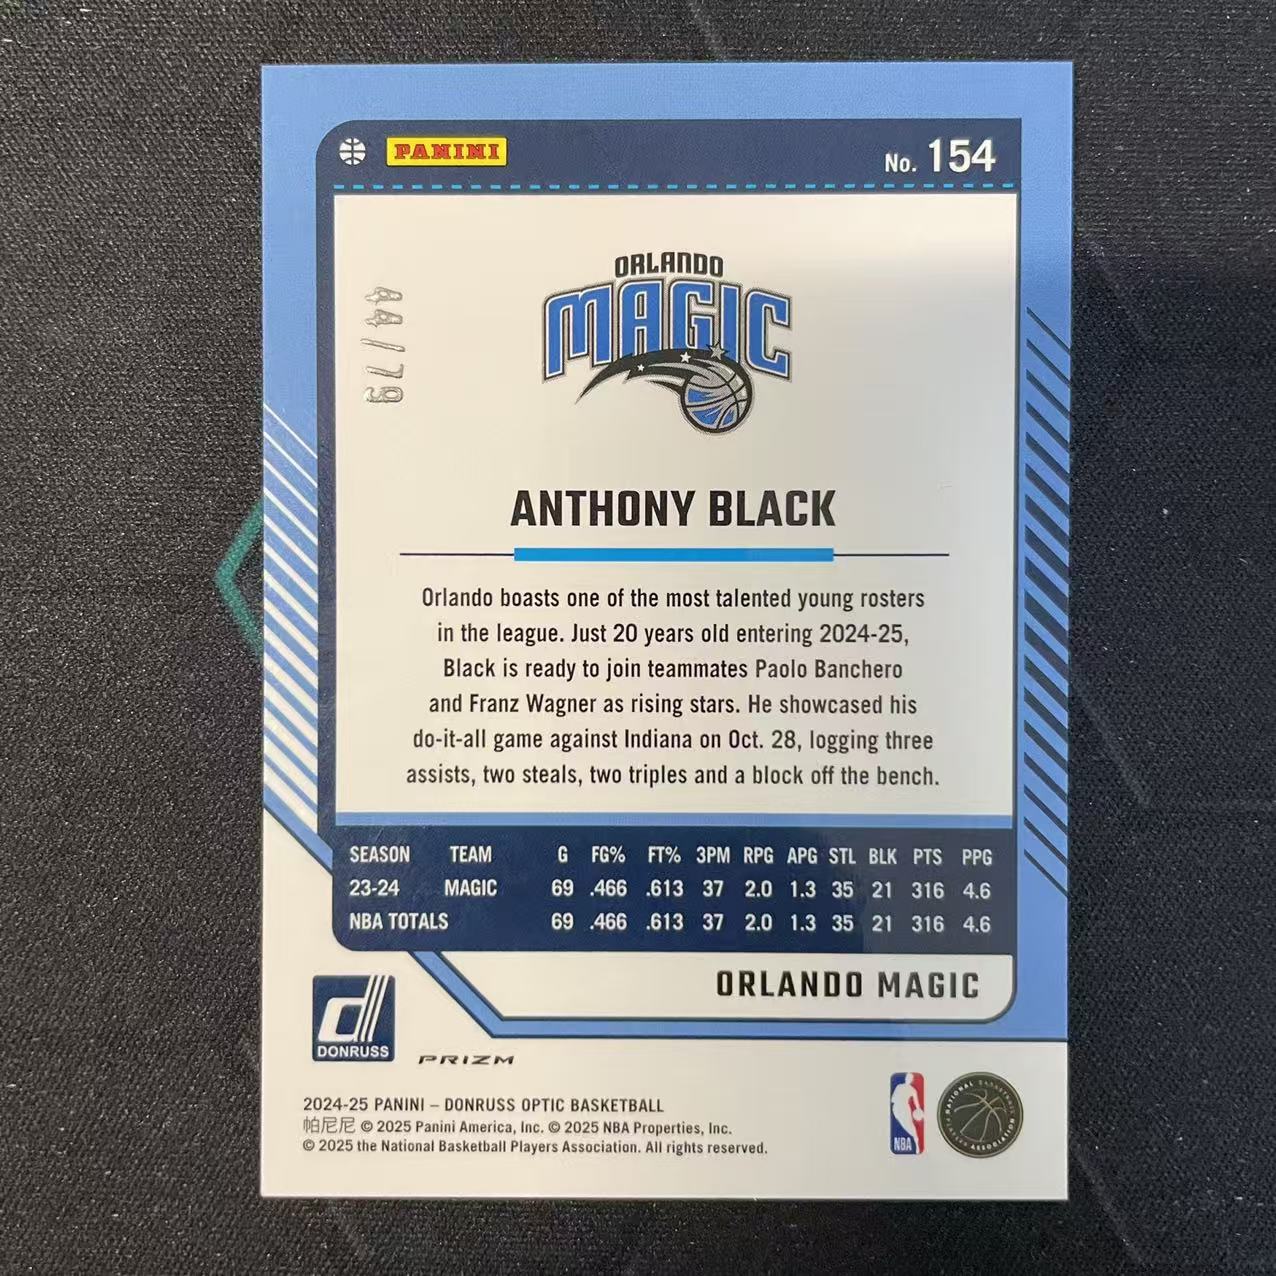 PANINI
No. 154
44/79
ORLANDO
MAGIC
ANTHONY BLACK
Orlando boasts one of the most talented young rosters
in the league. Just 20 years old entering 2024-25,
Black is ready to join teammates Paolo Banchero
and Franz Wagner as rising stars. He showcased his
do-it-all game against Indiana on Oct. 28, logging three
assists, two steals, two triples and a block off the bench.
SEASON TEAM G FG% FT% 3PM RPG APG STL BLK PTS PPG
23-24 MAGIC 69 .466 .613 37 2.0 1.3 35 21 316 4.6
NBA TOTALS 69 .466 .613 37 2.0 1.3 35 21 316 4.6
ORLANDO MAGIC
d
DONRUSS
PRIZM
2024-25 PANINI – DONRUSS OPTIC BASKETBALL
帕尼尼 © 2025 Panini America, Inc. © 2025 NBA Properties, Inc.
© 2025 the National Basketball Players Association. All rights reserved.
NBA
NATIONAL BASKETBALL PLAYERS ASSOCIATION